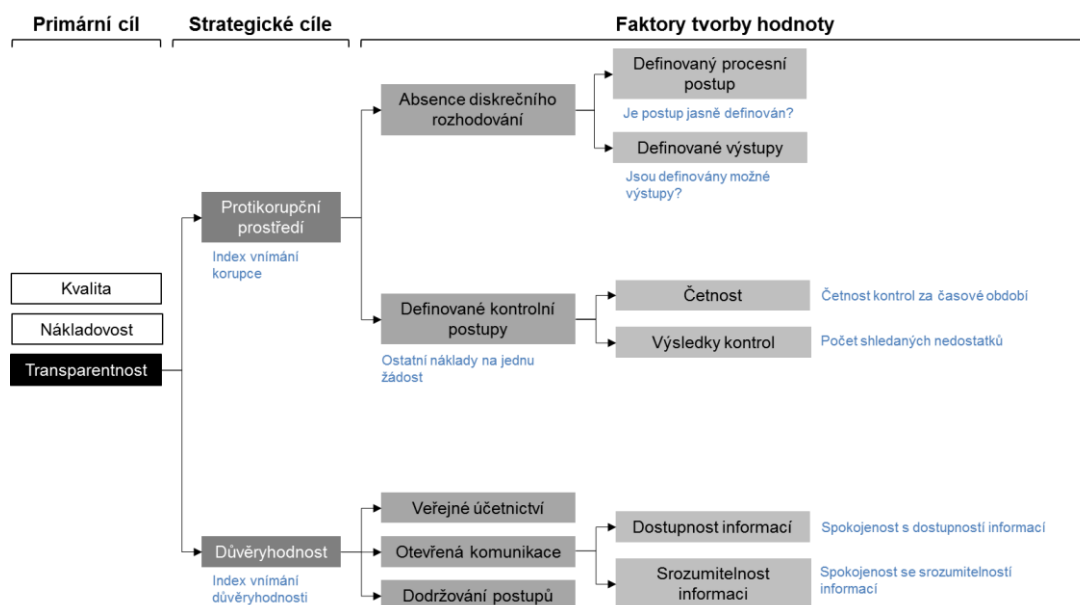 Primární cíl
Strategické cíle
Faktory tvorby hodnoty
Definovaný procesní
postup
Je postup jasně definován?
Absence diskrečního
rozhodování
Definované výstupy
Jsou definovány možné
výstupy?
Protikorupční
prostředí
Index vnímání
korupce
Kvalita
Nákladovost
Transparentnost
Definované kontrolní
postupy
Ostatní náklady na jednu
žádost
Četnost
Četnost kontrol za časové období
Výsledky kontrol
Počet shledaných nedostatků
Veřejné účetnictví
Důvěryhodnost
Index vnímání
důvěryhodnosti
Otevřená komunikace
Dodržování postupů
Dostupnost informací
Spokojenost s dostupností informací
Srozumitelnost
informaci
Spokojenost se srozumitelností
informací